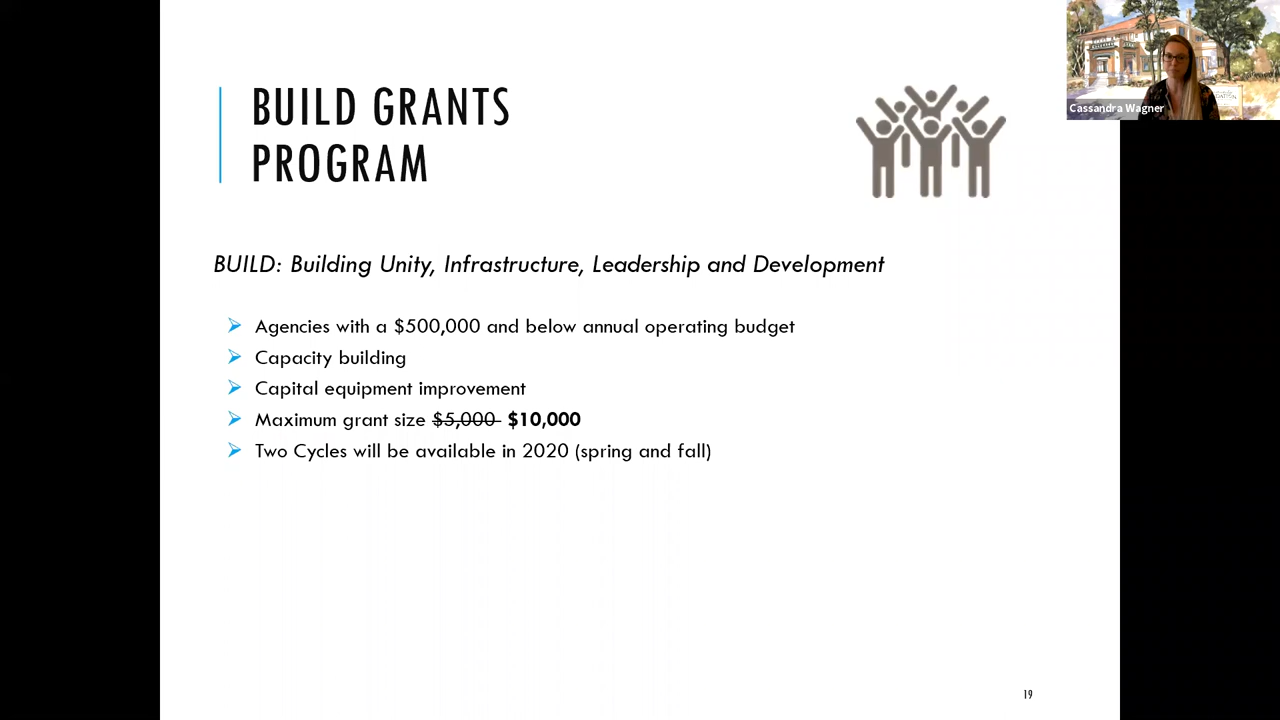 BUILD GRANTS
PROGRAM
Cassandra Wagner
BUILD: Building Unity, Infrastructure, Leadership and Development
Agencies with a $500,000 and below annual operating budget
Capacity building
Capital equipment improvement
Maximum grant size $5,000 $10,000
Two Cycles will be available in 2020 (spring and fall)
19